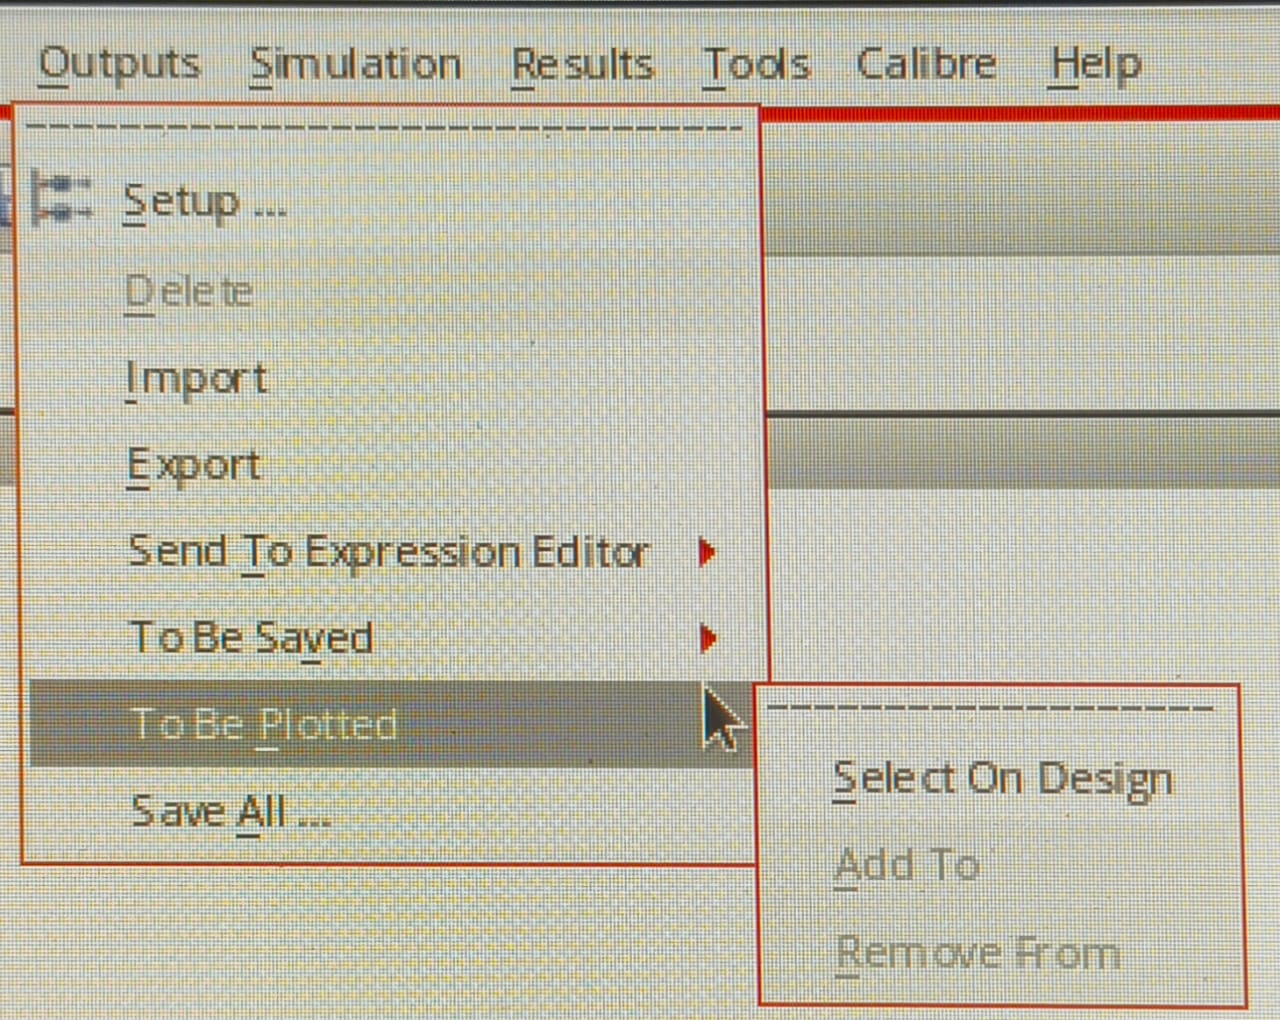 Outputs Simulation Results Tools Calibre Help
Setup ...
Delete
Import
Export
Send To Expression Editor
To Be Saved
To Be Plotted
Save All ...
Select On Design
Add To
Remove From